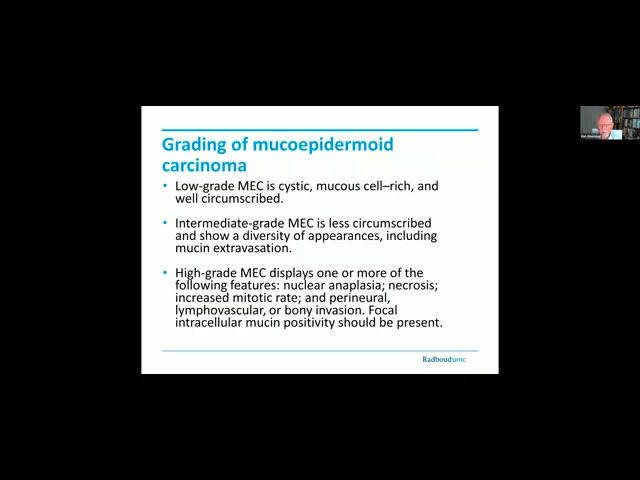 Grading of mucoepidermoid
carcinoma
• Low-grade MEC is cystic, mucous cell–rich, and
well circumscribed.
• Intermediate-grade MEC is less circumscribed
and show a diversity of appearances, including
mucin extravasation.
• High-grade MEC displays one or more of the
following features: nuclear anaplasia; necrosis;
increased mitotic rate; and perineural,
lymphovascular, or bony invasion. Focal
intracellular mucin positivity should be present.
Radboudumc